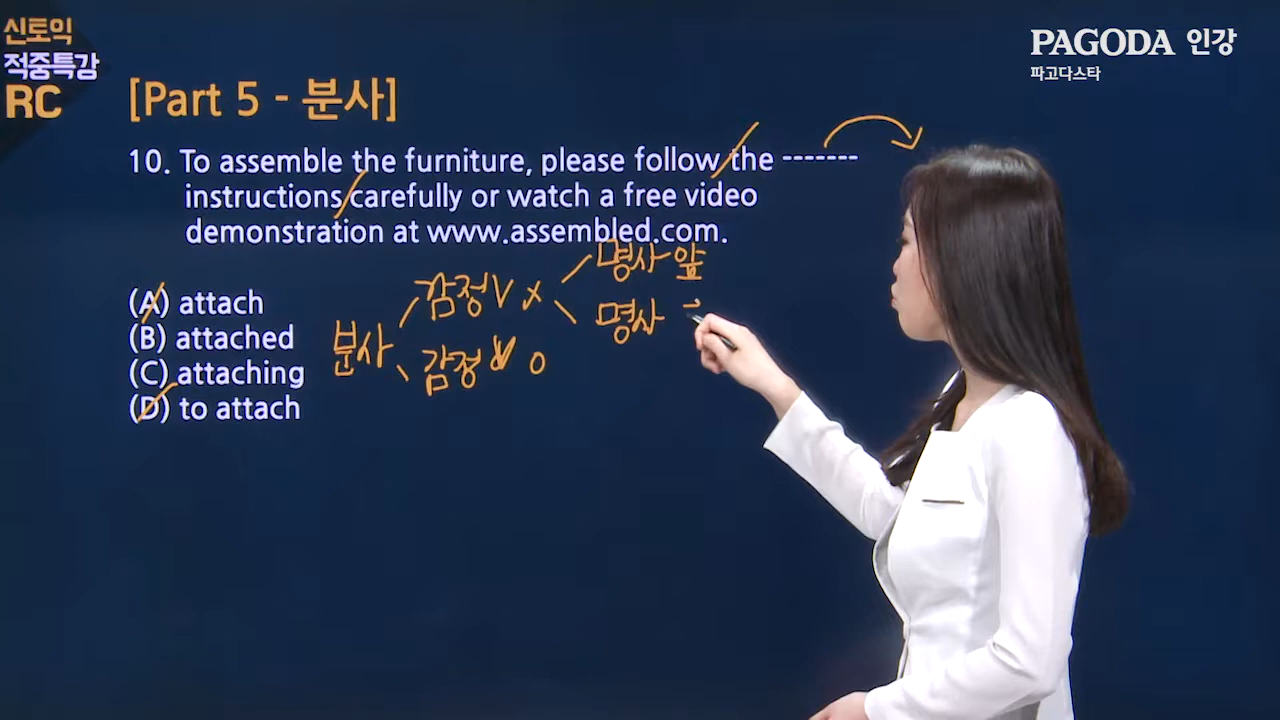 신토익
적중특강
RC
PAGODA 인강
파고다스타
[Part 5 - 분사]
10. To assemble the furniture, please follow the -------
instructions carefully or watch a free video
demonstration at www.assembled.com.
(A) attach
(B) attached
(C) attaching
(D) to attach
분사
감정V X
명사 앞
명사
감정V O